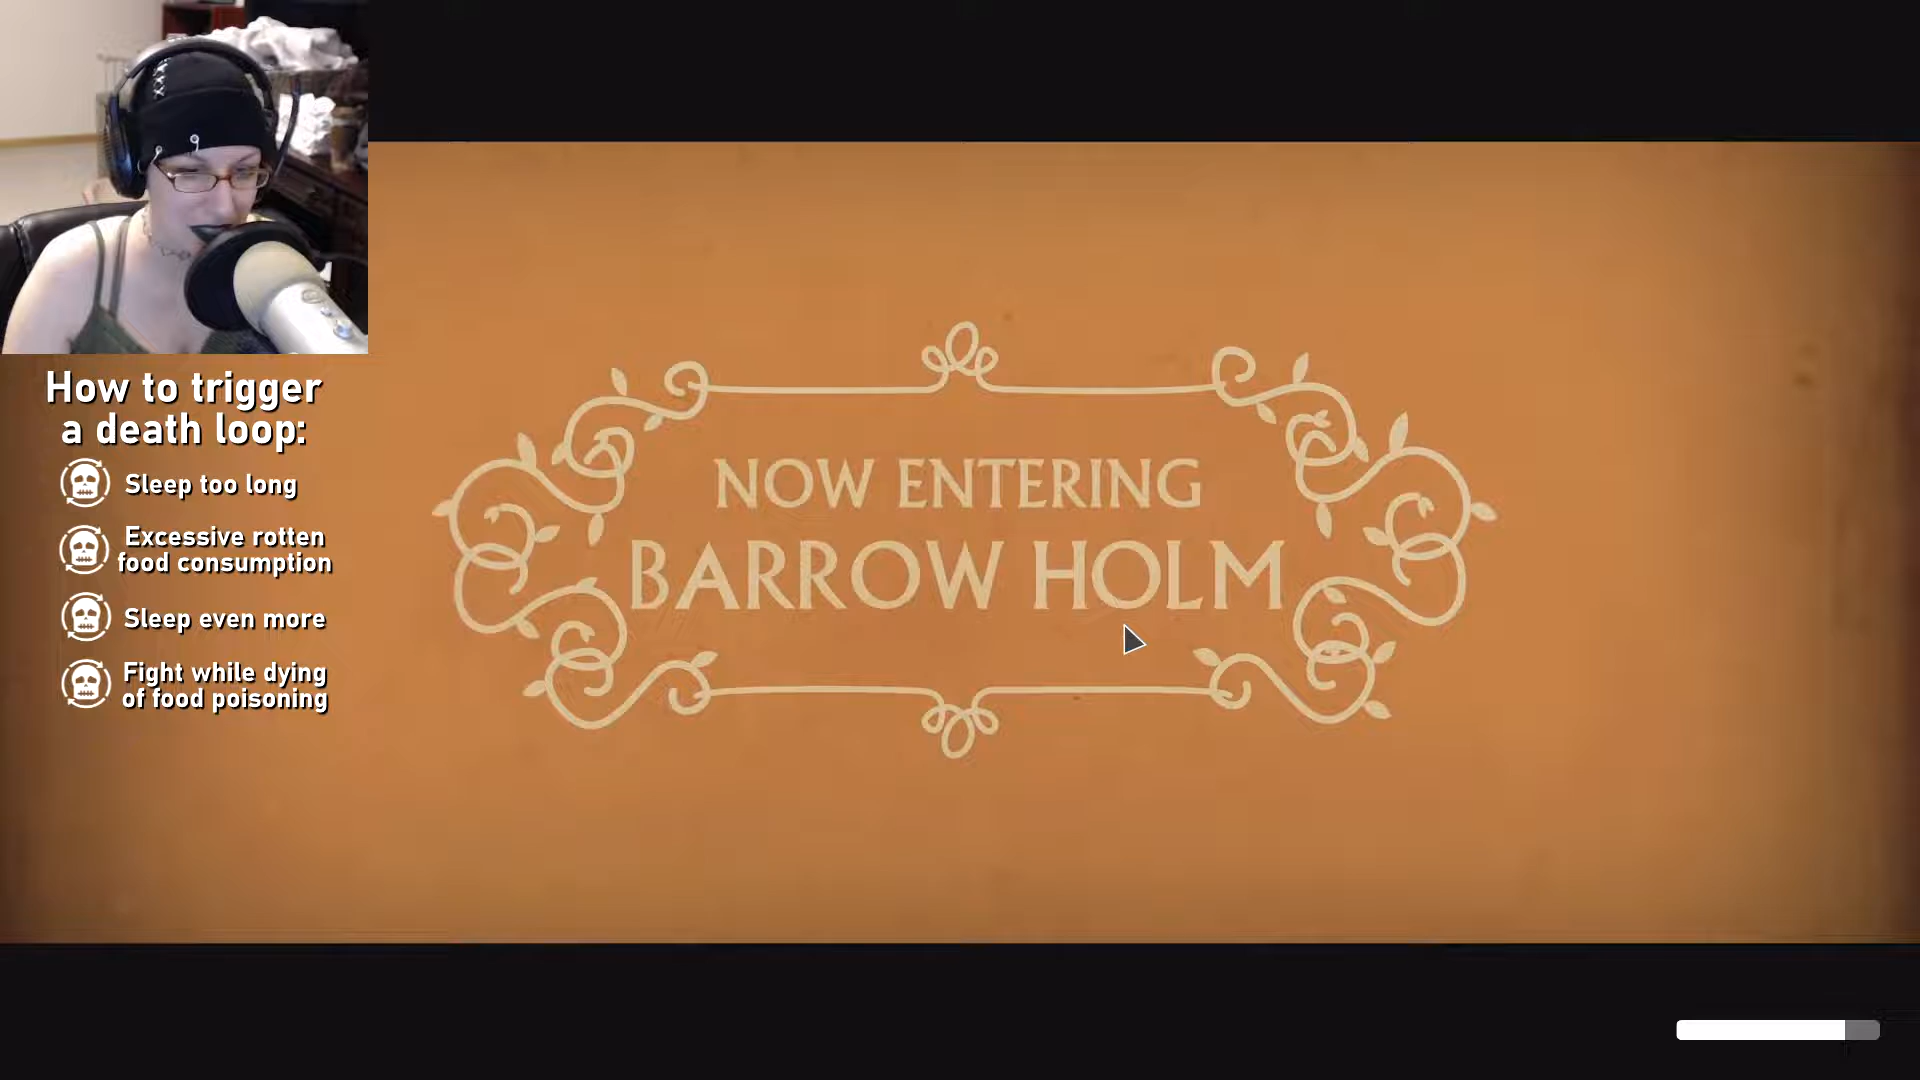 How to trigger
a death loop:
Sleep too long
Excessive rotten
food consumption
Sleep even more
Fight while dying
of food poisoning
NOW ENTERING
BARROW HOLM